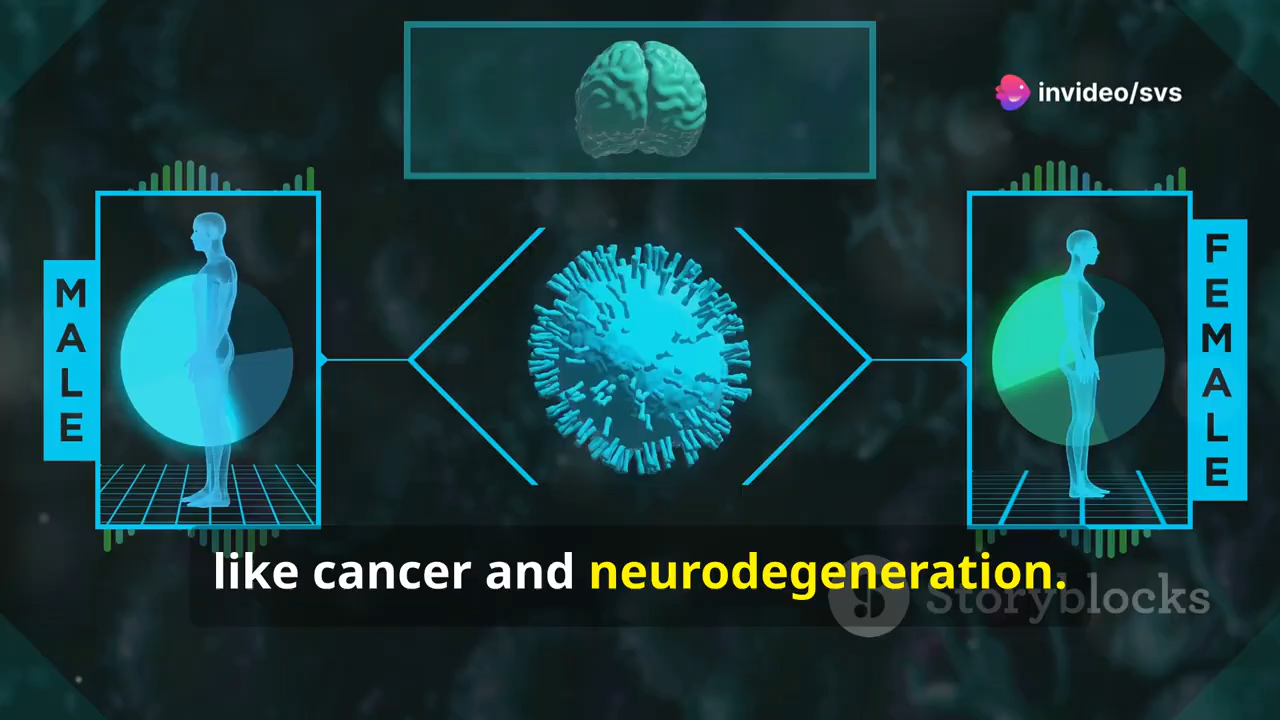 invideo/svs
MALE
FEMALE
like cancer and neurodegeneration.
Storyblocks